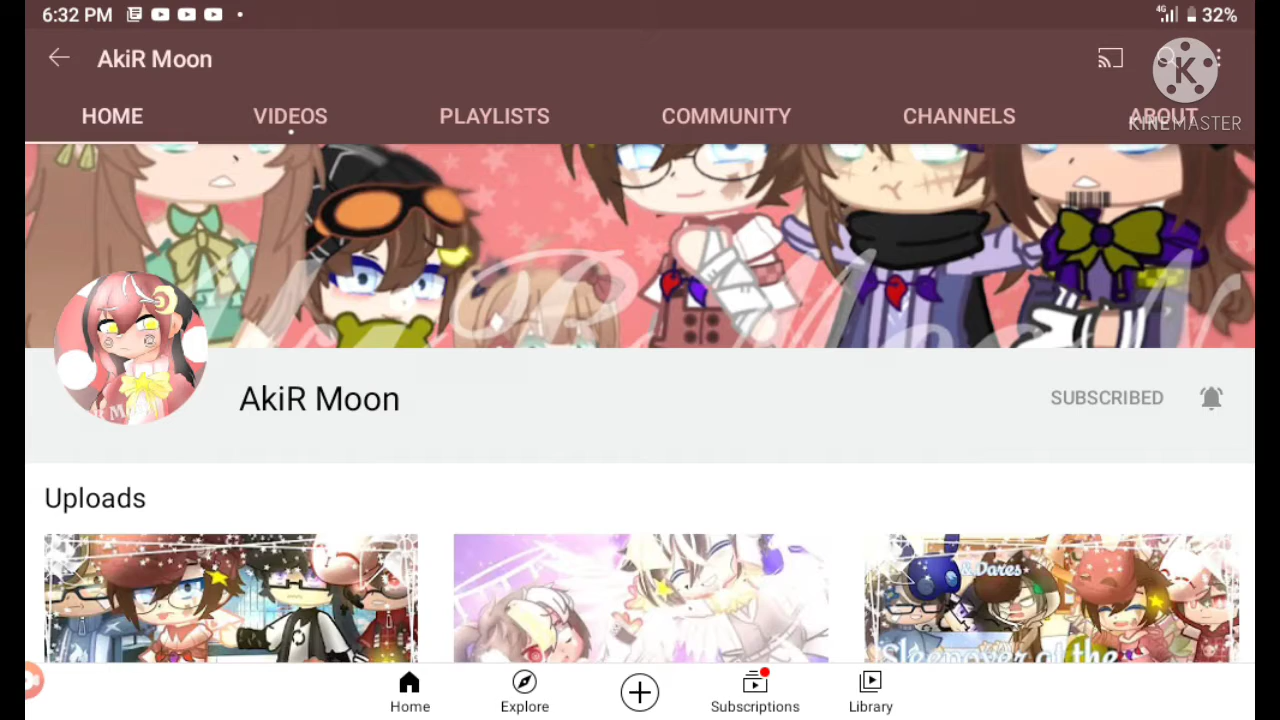 6:32 PM
4G 32%
AkiR Moon
K
KINEMASTER
HOME
VIDEOS
PLAYLISTS
COMMUNITY
CHANNELS
ABOUT
AkiR Moon
SUBSCRIBED
Uploads
& Dares
Sleepover at the
Home
Explore
Subscriptions
Library